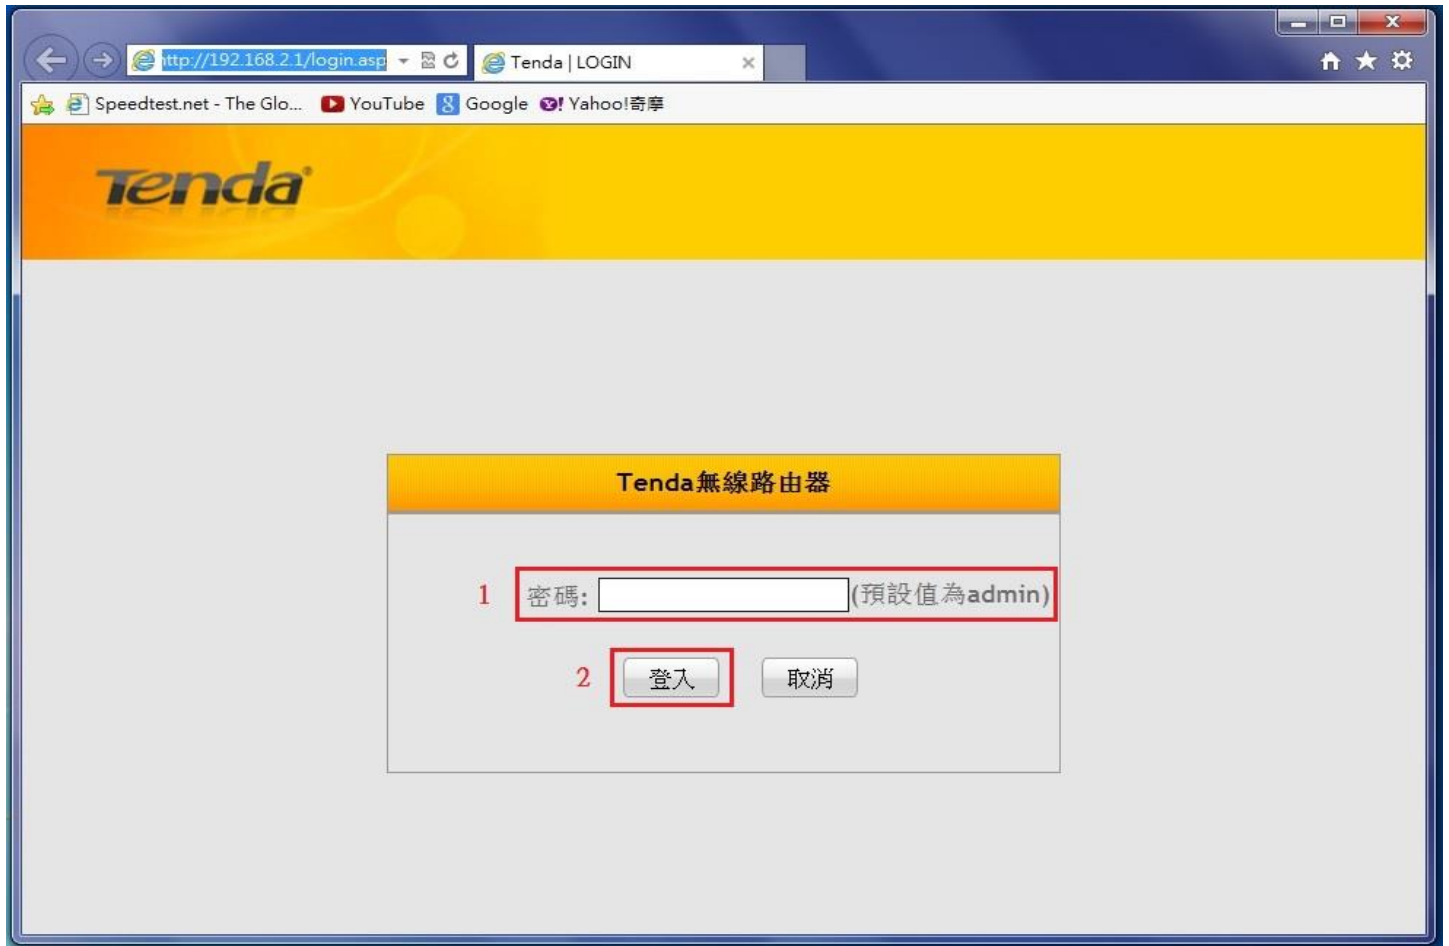 ttp://192.168.2.1/login.asp
Tenda | LOGIN
Speedtest.net - The Glo... YouTube Google Yahoo!奇摩
Tenda
Tenda無線路由器
1 密碼: (預設值為admin)
2 登入 取消